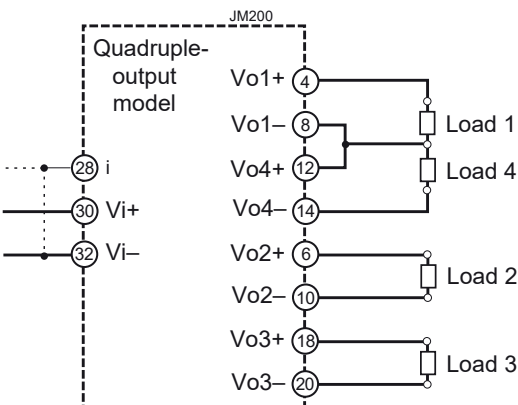 JM200
Quadruple-
output
model
Vo1+ 4
Vo1– 8
Load 1
Vo4+ 12
Load 4
28 i
Vo4– 14
30 Vi+
Vo2+ 6
32 Vi–
Load 2
Vo2– 10
Vo3+ 18
Load 3
Vo3– 20